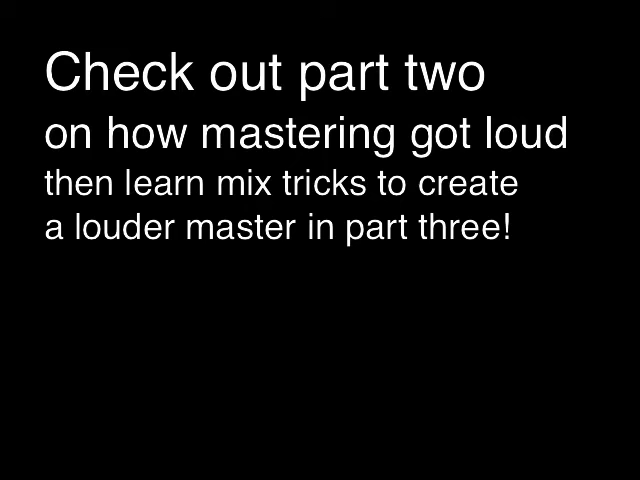 Check out part two
on how mastering got loud
then learn mix tricks to create
a louder master in part three!